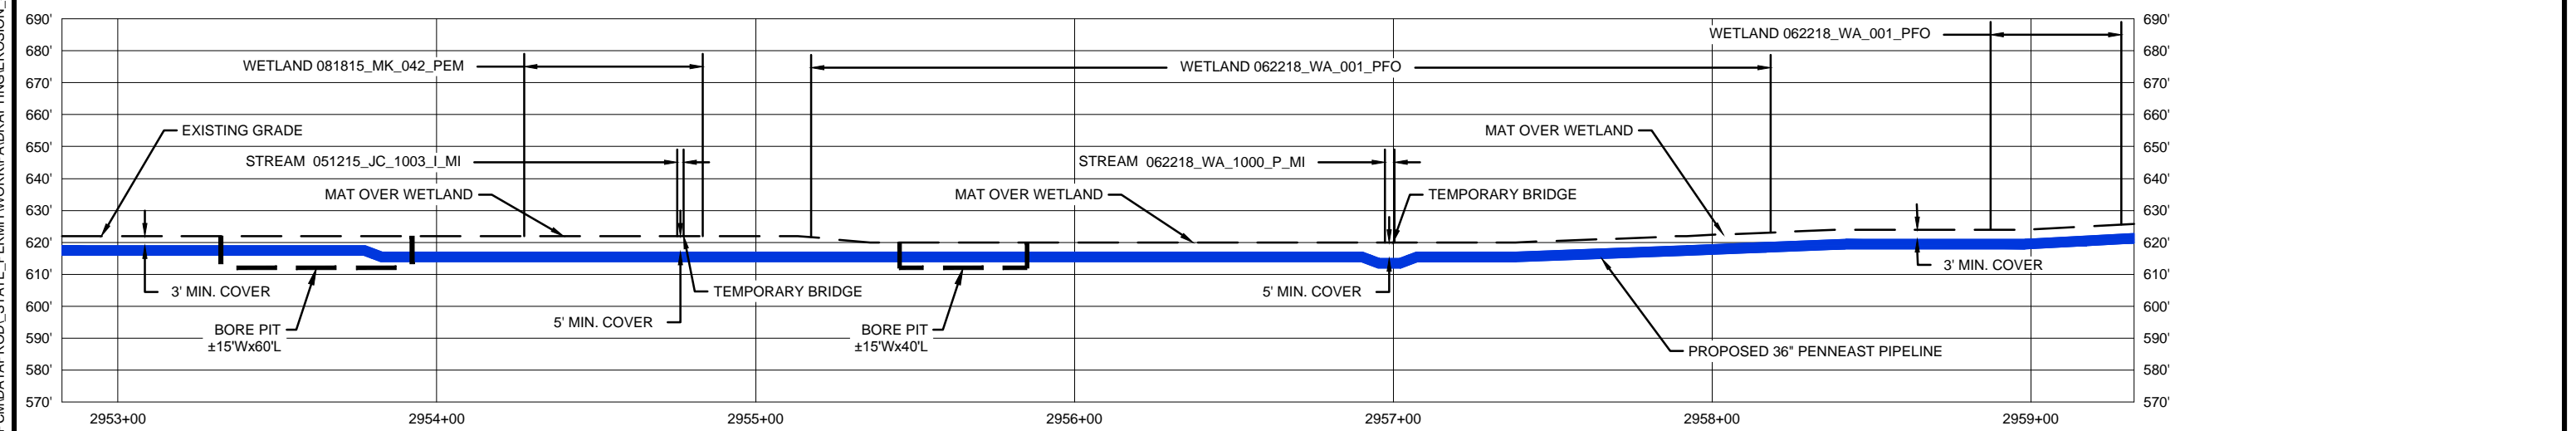 690' 690'
680' 680'
670' 670'
660' 660'
650' 650'
640' 640'
630' 630'
620' 620'
610' 610'
600' 600'
590' 590'
580' 580'
570' 570'
WETLAND 062218_WA_001_PFO
WETLAND 081815_MK_042_PEM
WETLAND 062218_WA_001_PFO
EXISTING GRADE
MAT OVER WETLAND
STREAM 051215_JC_1003_I_MI
STREAM 062218_WA_1000_P_MI
MAT OVER WETLAND
MAT OVER WETLAND
TEMPORARY BRIDGE
3' MIN. COVER
3' MIN. COVER
TEMPORARY BRIDGE
5' MIN. COVER
5' MIN. COVER
BORE PIT
±15'Wx60'L
BORE PIT
±15'Wx40'L
PROPOSED 36" PENNEAST PIPELINE
2953+00 2954+00 2955+00 2956+00 2957+00 2958+00 2959+00